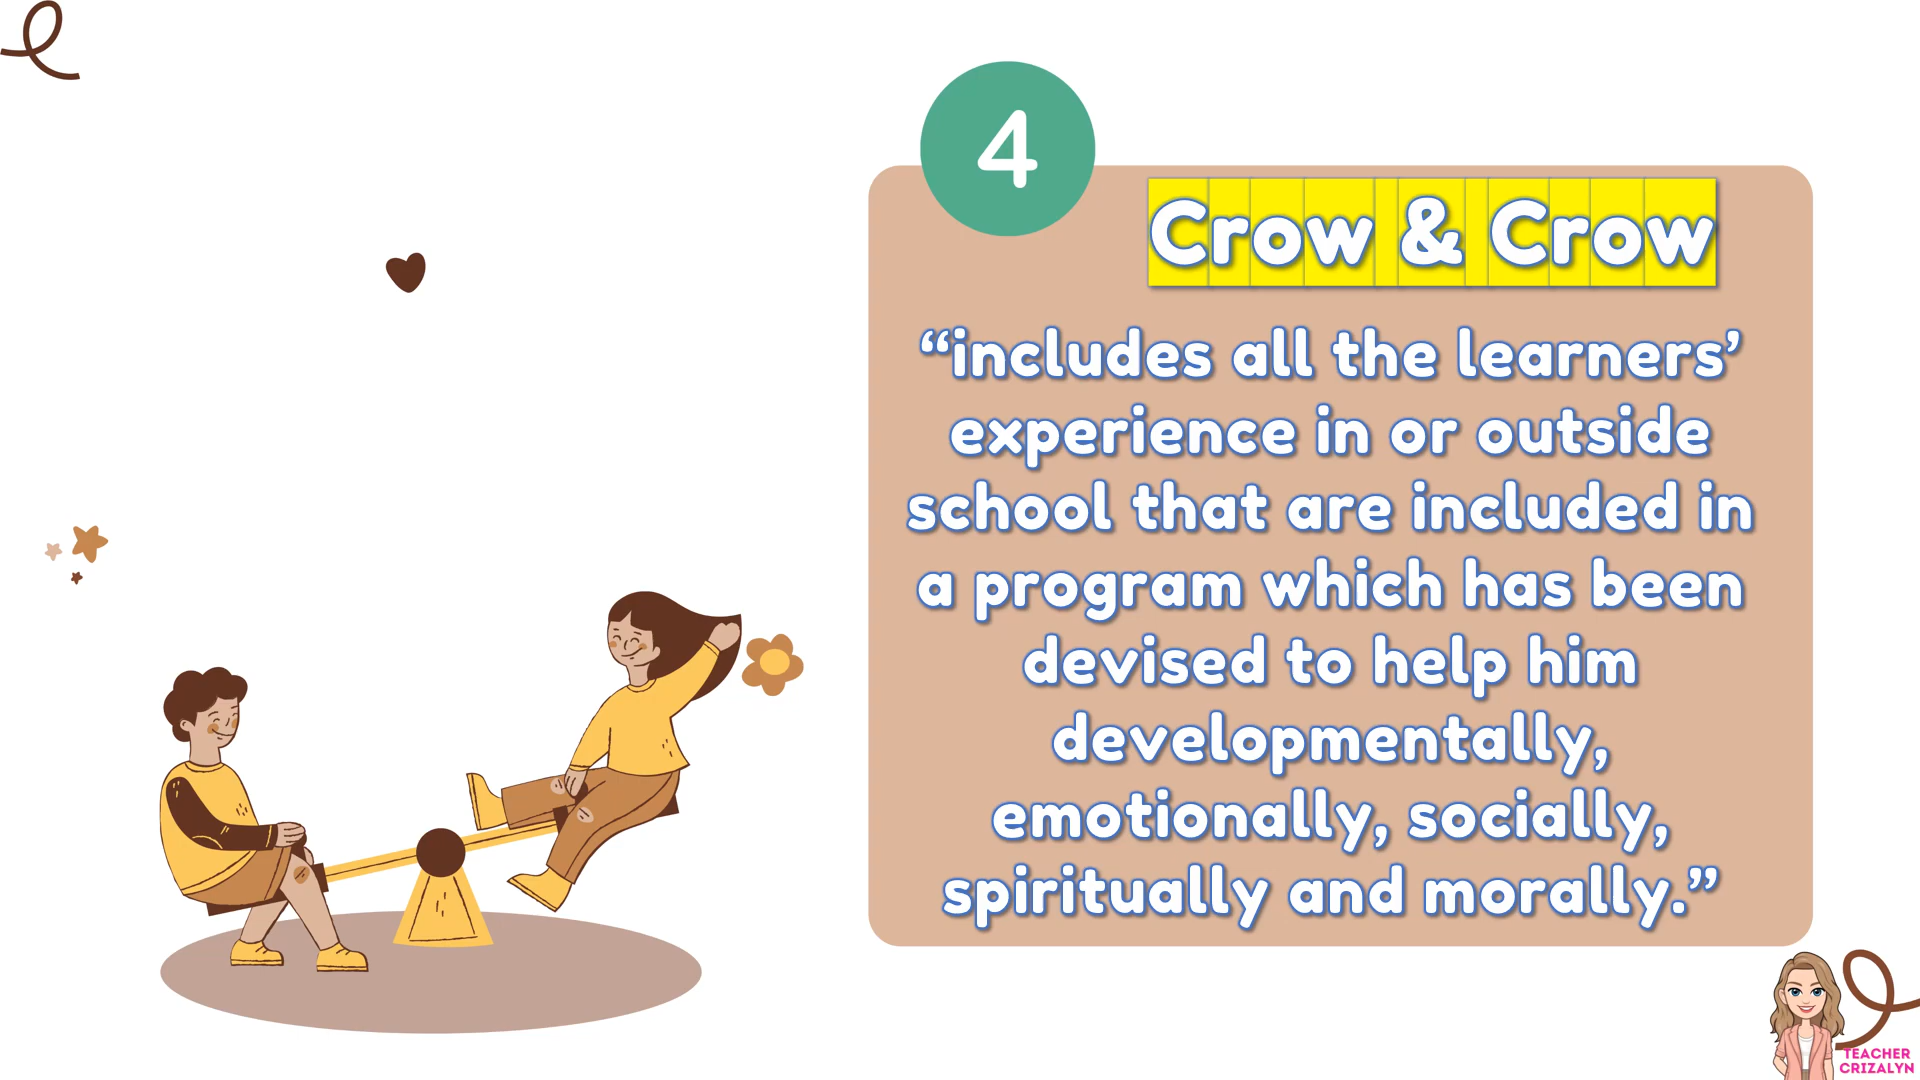 4
Crow & Crow
“includes all the learners’
experience in or outside
school that are included in
a program which has been
devised to help him
developmentally,
emotionally, socially,
spiritually and morally.”
TEACHER
CRIZALYN